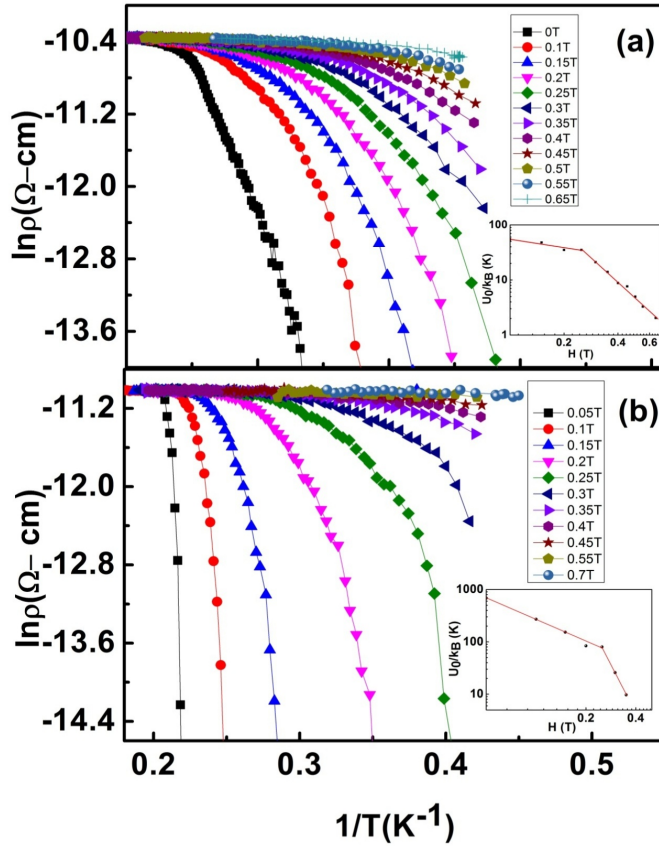 (a)
lnρ(Ω−cm)
-10.4
-11.2
-12.0
-12.8
-13.6
0T
0.1T
0.15T
0.2T
0.25T
0.3T
0.35T
0.4T
0.45T
0.5T
0.55T
0.65T
U0/kB (K)
100
10
1
0.2
0.4
0.6
H (T)
(b)
lnρ(Ω− cm)
-11.2
-12.0
-12.8
-13.6
-14.4
0.05T
0.1T
0.15T
0.2T
0.25T
0.3T
0.35T
0.4T
0.45T
0.55T
0.7T
U0/kB (K)
1000
100
10
0.2
0.4
H (T)
0.2 0.3 0.4 0.5
1/T(K-1)